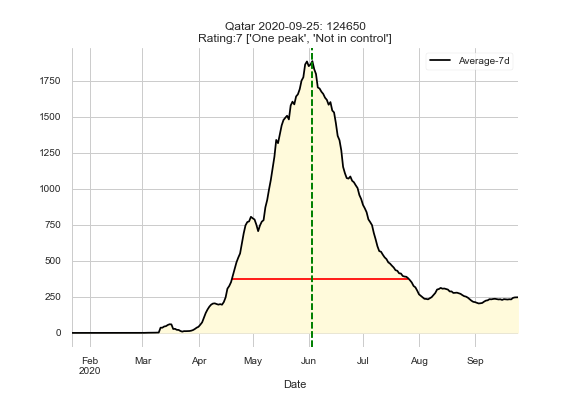 Qatar 2020-09-25: 124650
Rating:7 ['One peak', 'Not in control']
Average-7d
1750
1500
1250
1000
750
500
250
0
Feb Mar Apr May Jun Jul Aug Sep
2020
Date